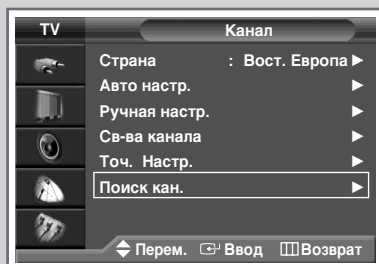 TV Канал
Страна : Вост. Европа
Авто настр.
Ручная настр.
Св-ва канала
Точ. Настр.
Поиск кан.
Перем. Ввод Возврат